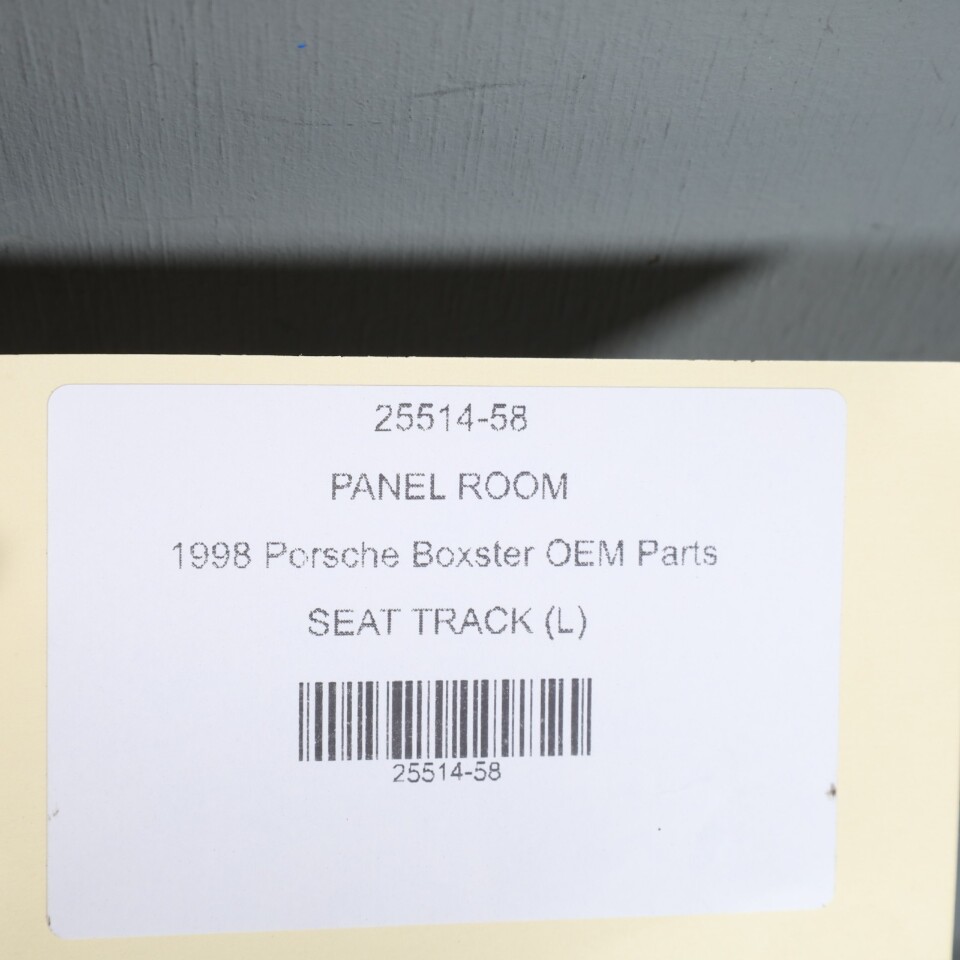 25514-58
PANEL ROOM
1998 Porsche Boxster OEM Parts
SEAT TRACK (L)
25514-58